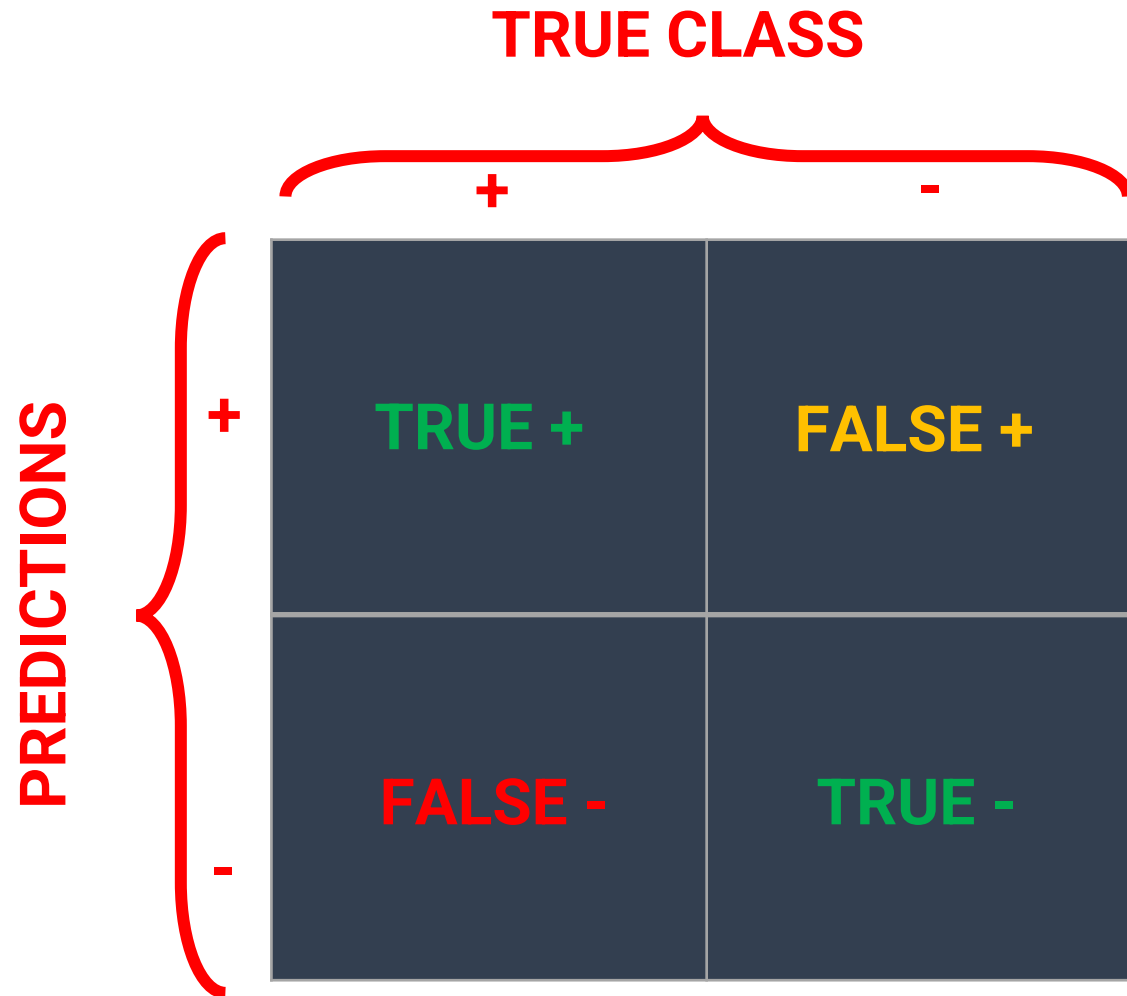 TRUE CLASS
+ -
PREDICTIONS
+
TRUE + FALSE +
-
FALSE - TRUE -